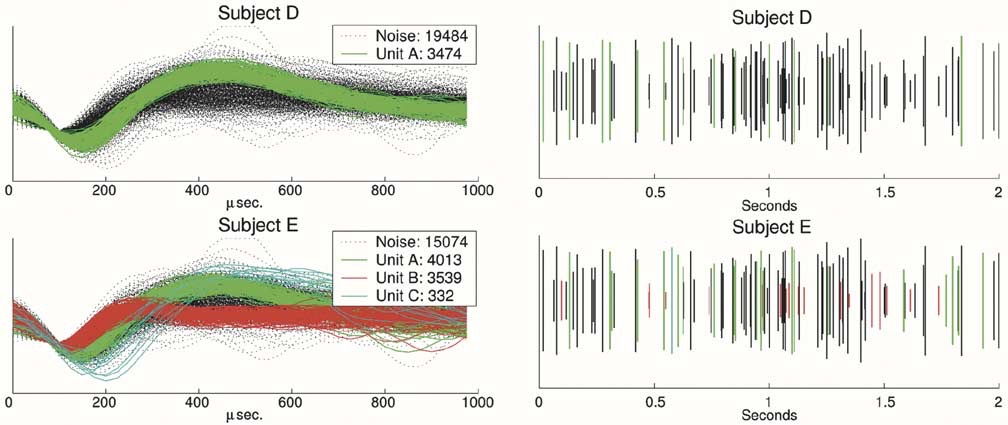 Subject D
Noise: 19484
Unit A: 3474
0 200 400 600 800 1000
μsec.
Subject D
0 0.5 1 1.5 2
Seconds
Subject E
Noise: 15074
Unit A: 4013
Unit B: 3539
Unit C: 332
0 200 400 600 800 1000
μsec.
Subject E
0 0.5 1 1.5 2
Seconds